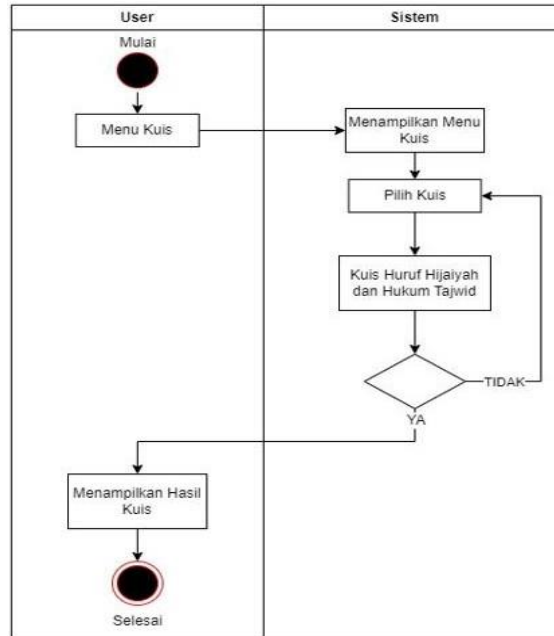 User
Sistem
Mulai
Menu Kuis
Menampilkan Menu
Kuis
Pilih Kuis
Kuis Huruf Hijaiyah
dan Hukum Tajwid
TIDAK
YA
Menampilkan Hasil
Kuis
Selesai